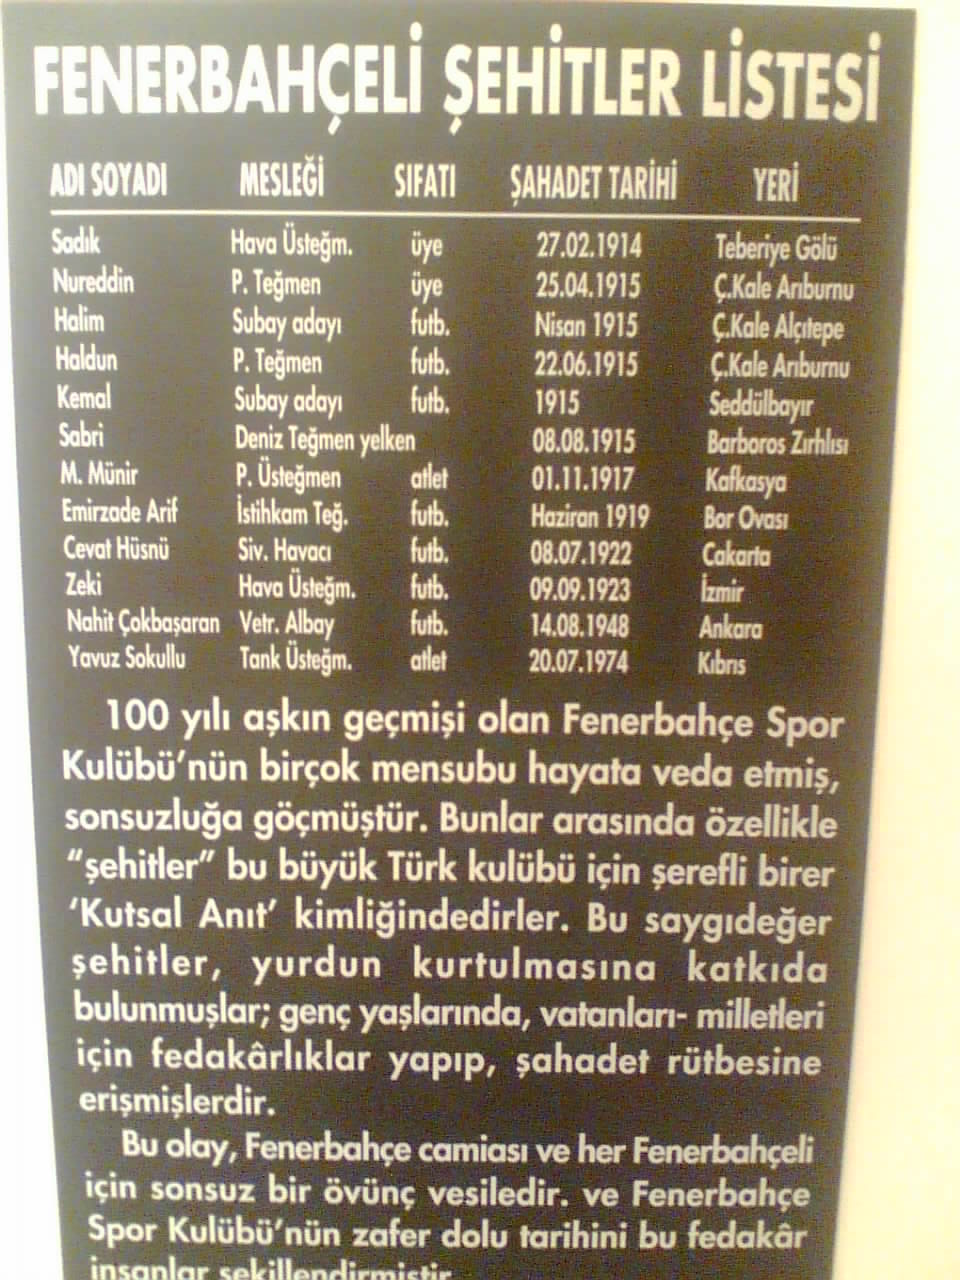 FENERBAHÇELİ ŞEHİTLER LİSTESİ
ADI SOYADI MESLEĞİ SIFATI ŞAHADET TARİHİ YERİ
Sadık Hava Üsteğm. üye 27.02.1914 Teberiye Gölü
Nureddin P. Teğmen üye 25.04.1915 Ç.Kale Arıburnu
Halim Subay adayı futb. Nisan 1915 Ç.Kale Alçıtepe
Haldun P. Teğmen futb. 22.06.1915 Ç.Kale Arıburnu
Kemal Subay adayı futb. 1915 Seddülbayır
Sabri Deniz Teğmen yelken 08.08.1915 Barboros Zırhlısı
M. Münir P. Üsteğmen atlet 01.11.1917 Kafkasya
Emirzade Arif İstihkam Teğ. futb. Haziran 1919 Bor Ovası
Cevat Hüsnü Siv. Havacı futb. 08.07.1922 Cakarta
Zeki Hava Üsteğm. futb. 09.09.1923 İzmir
Nahit Çokbaşaran Vetr. Albay futb. 14.08.1948 Ankara
Yavuz Sokullu Tank Üsteğm. atlet 20.07.1974 Kıbrıs
100 yılı aşkın geçmişi olan Fenerbahçe Spor
Kulübü'nün birçok mensubu hayata veda etmiş,
sonsuzluğa göçmüştür. Bunlar arasında özellikle
"şehitler" bu büyük Türk kulübü için şerefli birer
'Kutsal Anıt' kimliğindedirler. Bu saygıdeğer
şehitler, yurdun kurtulmasına katkıda
bulunmuşlar; genç yaşlarında, vatanları- milletleri
için fedakârlıklar yapıp, şahadet rütbesine
erişmişlerdir.
Bu olay, Fenerbahçe camiası ve her Fenerbahçeli
için sonsuz bir övünç vesiledir. ve Fenerbahçe
Spor Kulübü'nün zafer dolu tarihini bu fedakâr
insanlar şekillendirmiştir.